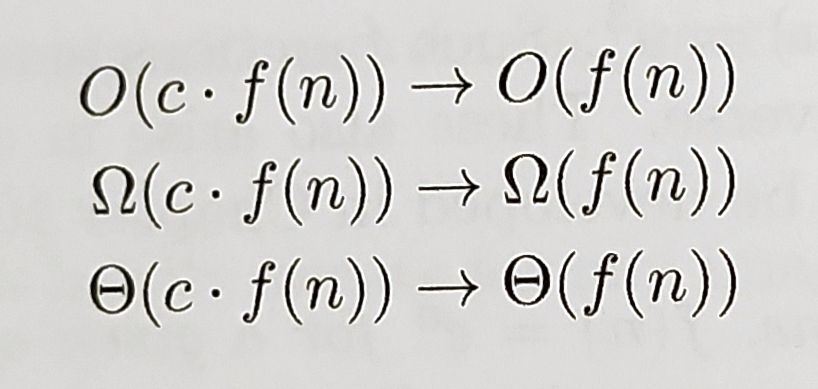 O(c · f(n)) → O(f(n))
Ω(c · f(n)) → Ω(f(n))
Θ(c · f(n)) → Θ(f(n))